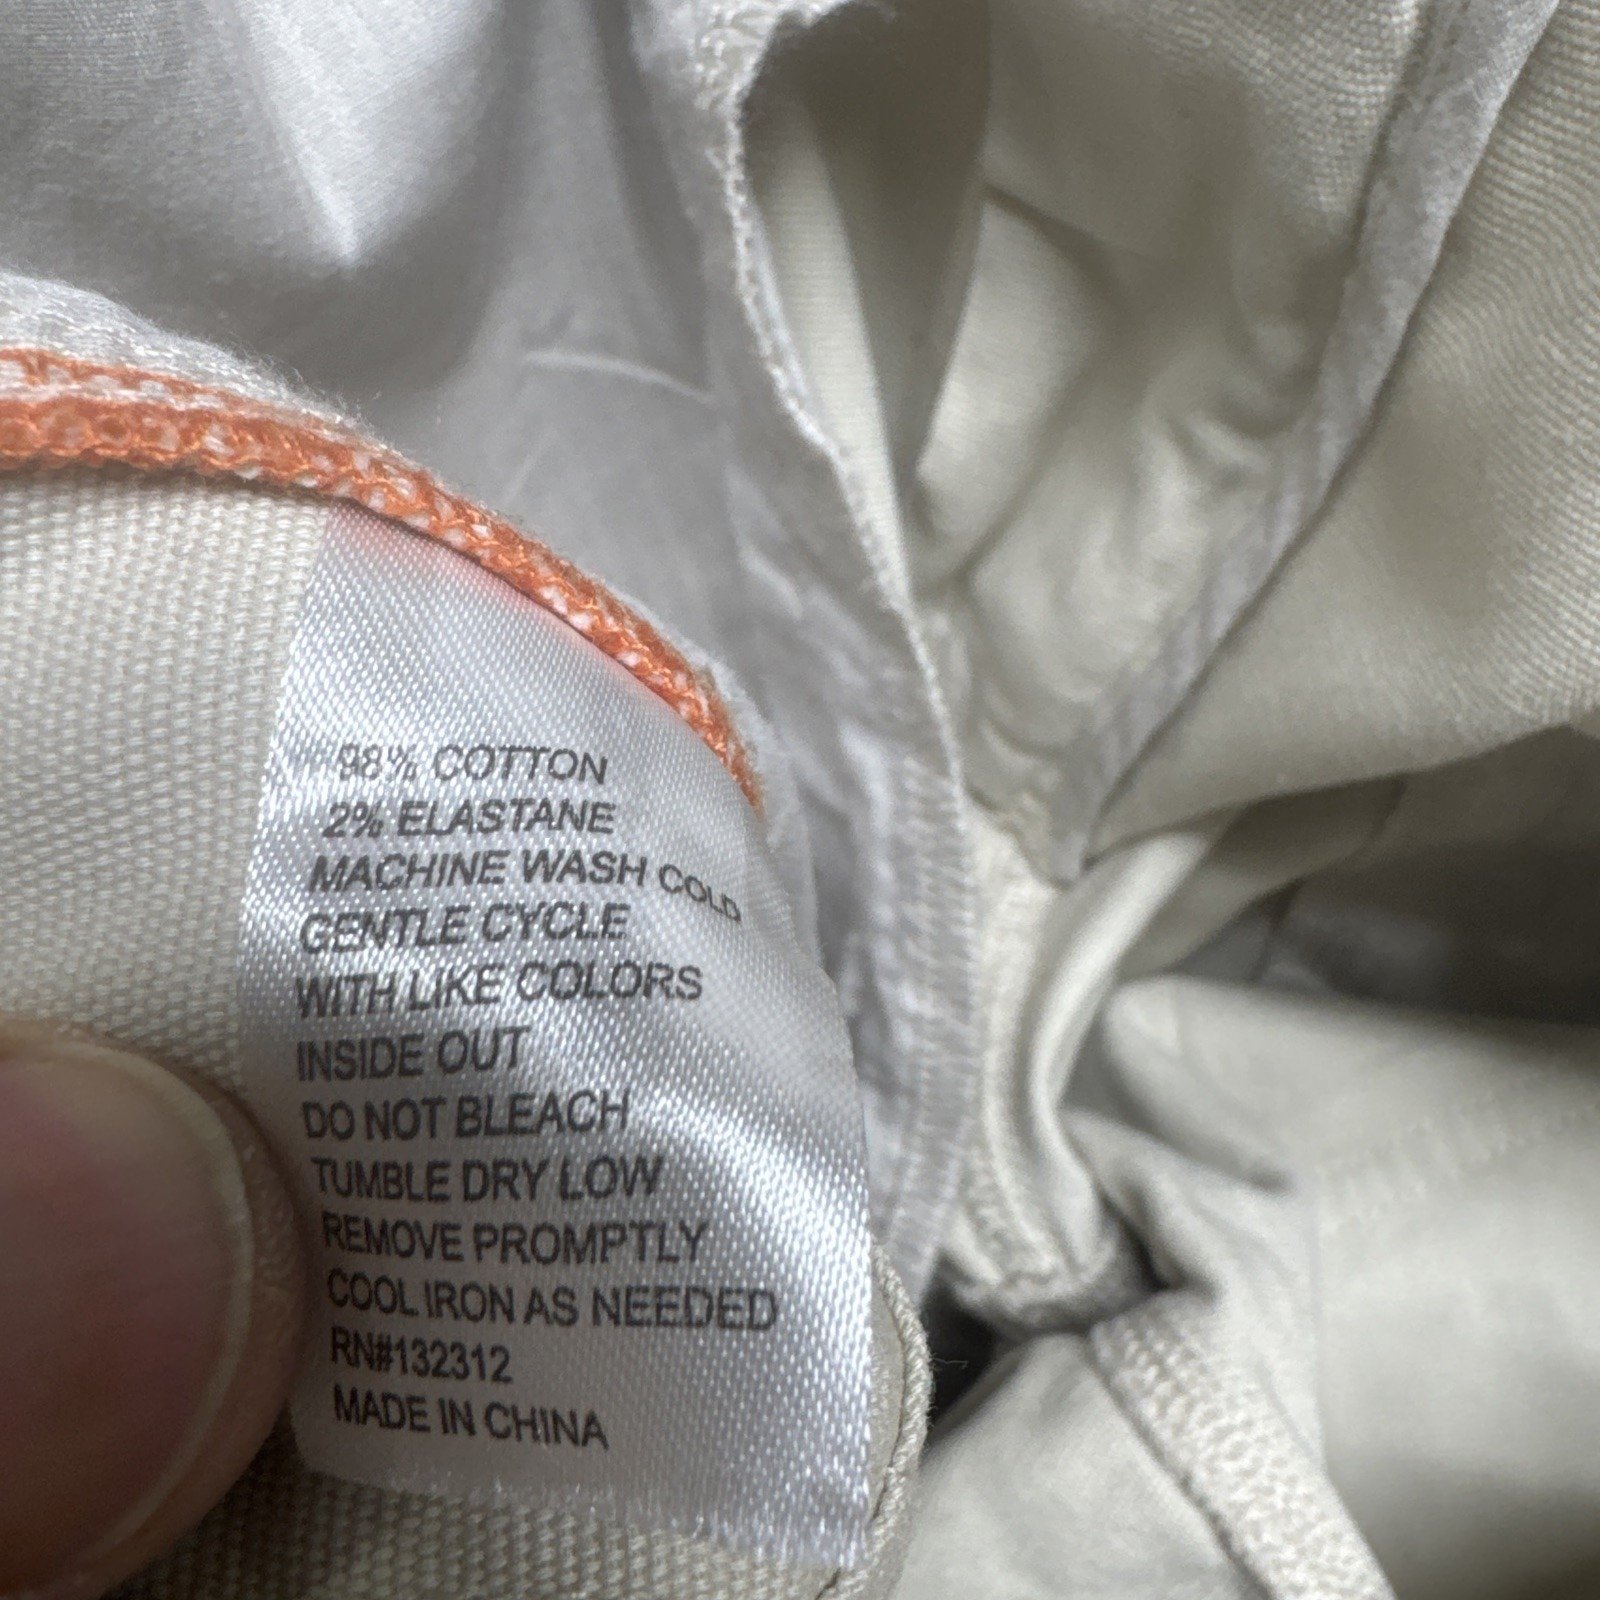 98% COTTON
2% ELASTANE
MACHINE WASH COLD
GENTLE CYCLE
WITH LIKE COLORS
INSIDE OUT
DO NOT BLEACH
TUMBLE DRY LOW
REMOVE PROMPTLY
COOL IRON AS NEEDED
RN#132312
MADE IN CHINA